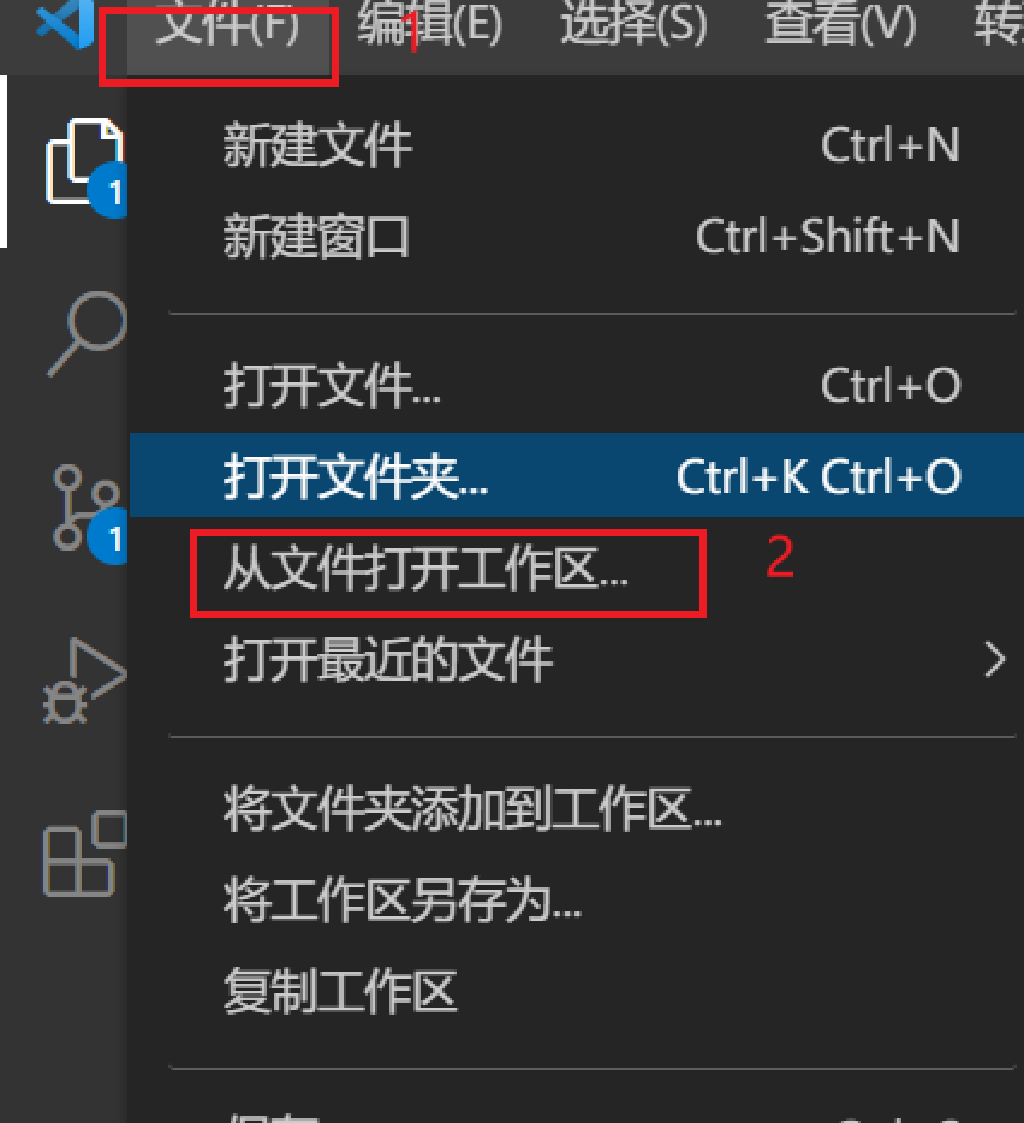 文件(F) 编辑(E) 选择(S) 查看(V) 转
1
新建文件 Ctrl+N
1
新建窗口 Ctrl+Shift+N
打开文件... Ctrl+O
打开文件夹... Ctrl+K Ctrl+O
1
从文件打开工作区... 2
打开最近的文件
将文件夹添加到工作区...
将工作区另存为...
复制工作区